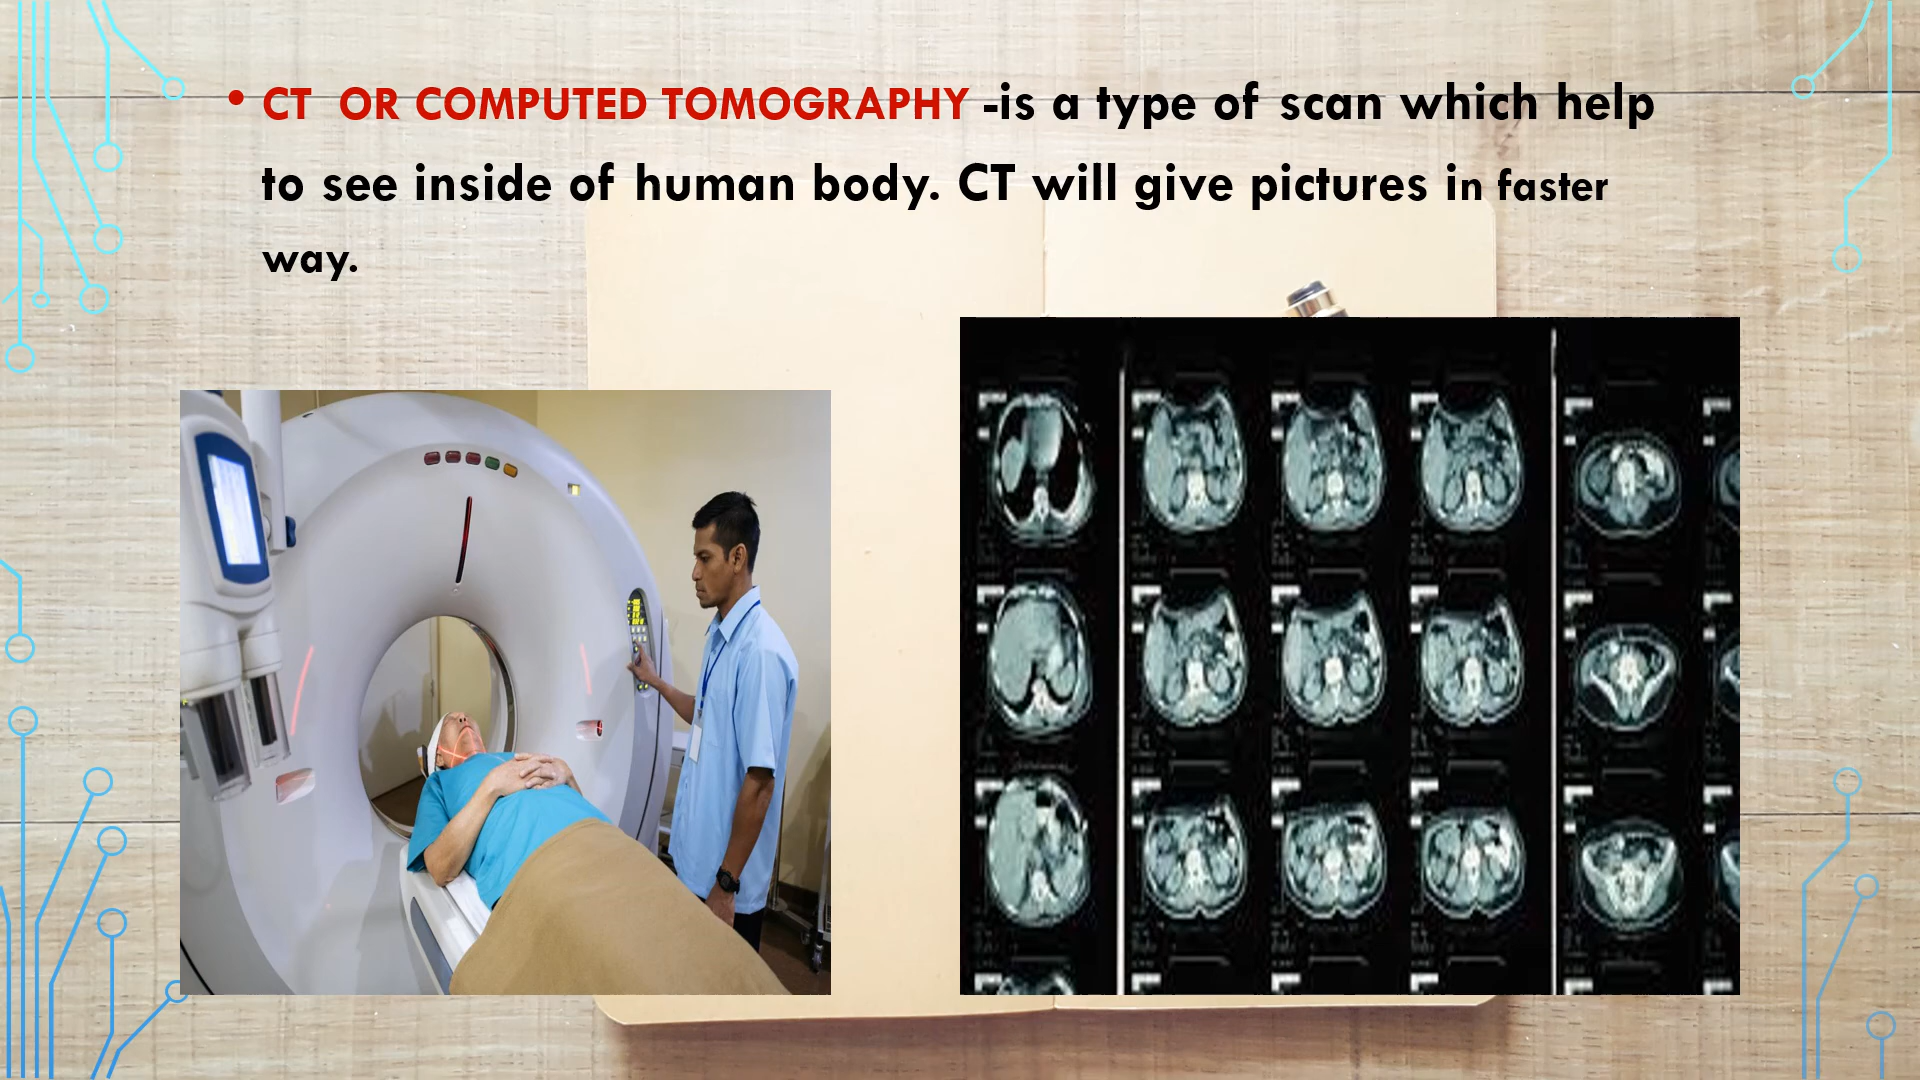 • CT OR COMPUTED TOMOGRAPHY -is a type of scan which help
to see inside of human body. CT will give pictures in faster
way.